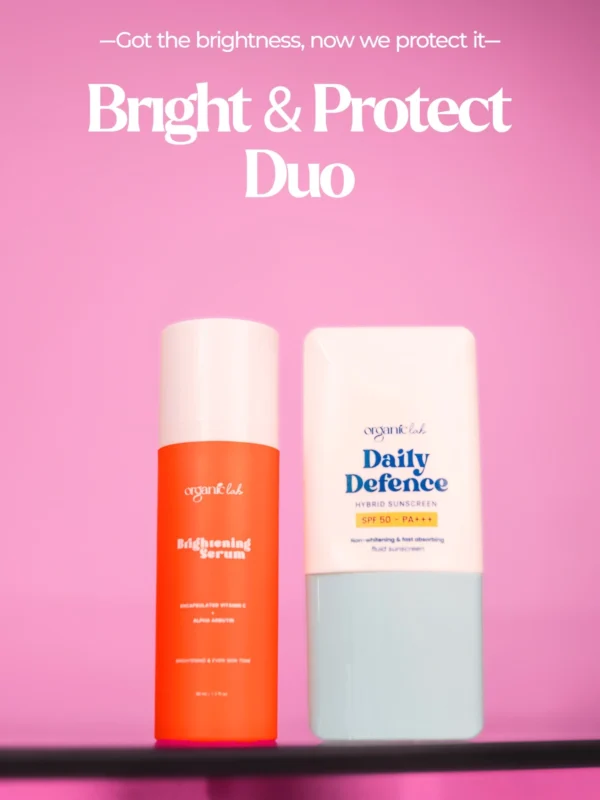 —Got the brightness, now we protect it—
Bright & Protect
Duo
organic lab
Brightening
Serum
ENCAPSULATED VITAMIN C
+
ALPHA ARBUTIN
BRIGHTENING & EVEN SKIN TONE
organic lab
Daily
Defence
HYBRID SUNSCREEN
SPF 50 - PA+++
Non-whitening & fast absorbing
fluid sunscreen